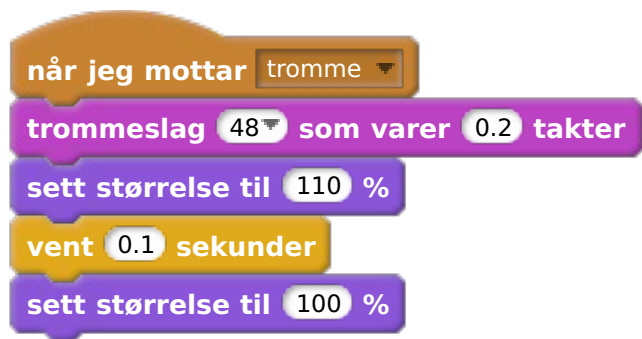 når jeg mottar tromme
trommeslag 48 som varer 0.2 takter
sett størrelse til 110 %
vent 0.1 sekunder
sett størrelse til 100 %